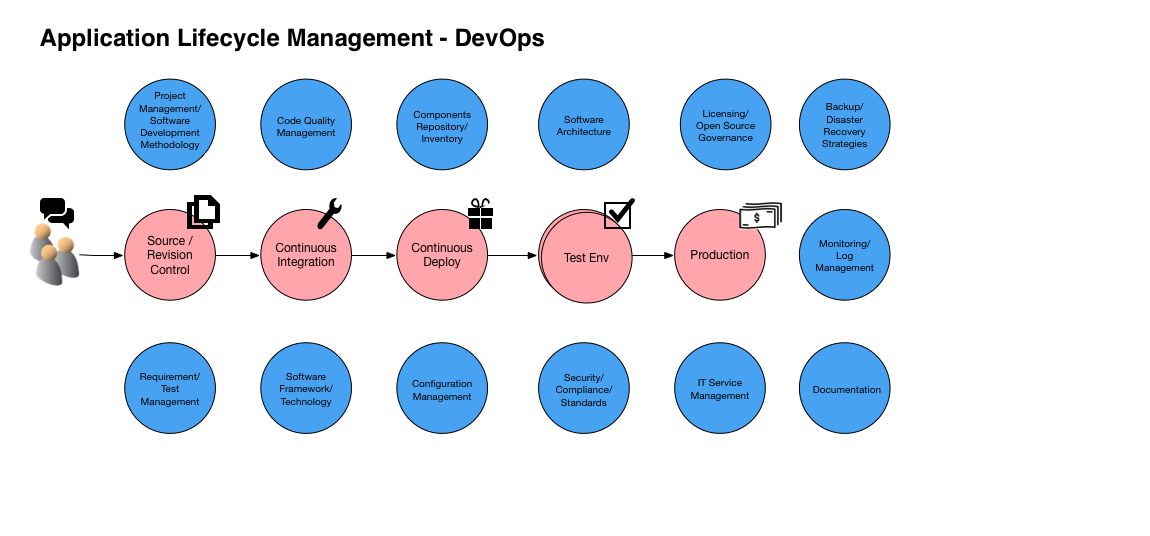 Application Lifecycle Management - DevOps
Project
Management/
Software
Development
Methodology
Code Quality
Management
Components
Repository/
Inventory
Software
Architecture
Licensing/
Open Source
Governance
Backup/
Disaster
Recovery
Strategies
Source /
Revision
Control
Continuous
Integration
Continuous
Deploy
Test Env
Production
$
Monitoring/
Log
Management
Requirement/
Test
Management
Software
Framework/
Technology
Configuration
Management
Security/
Compliance/
Standards
IT Service
Management
Documentation